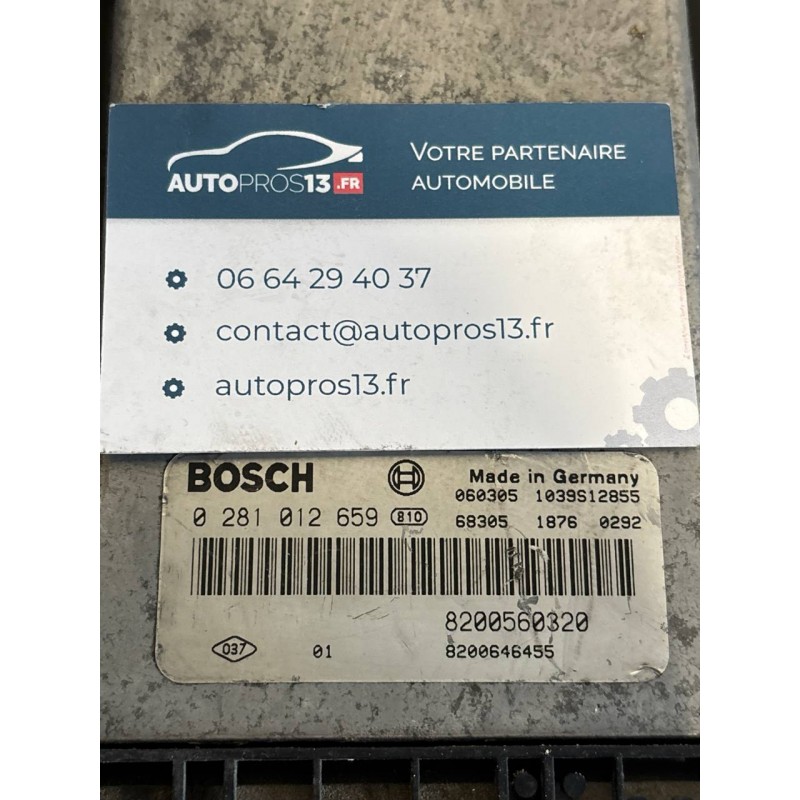 AUTOPROS13.FR
VOTRE PARTENAIRE
AUTOMOBILE
06 64 29 40 37
contact@autopros13.fr
autopros13.fr
BOSCH
Made in Germany
060305 1039S12855
0 281 012 659 810
68305 1876 0292
8200560320
037 01 8200646455